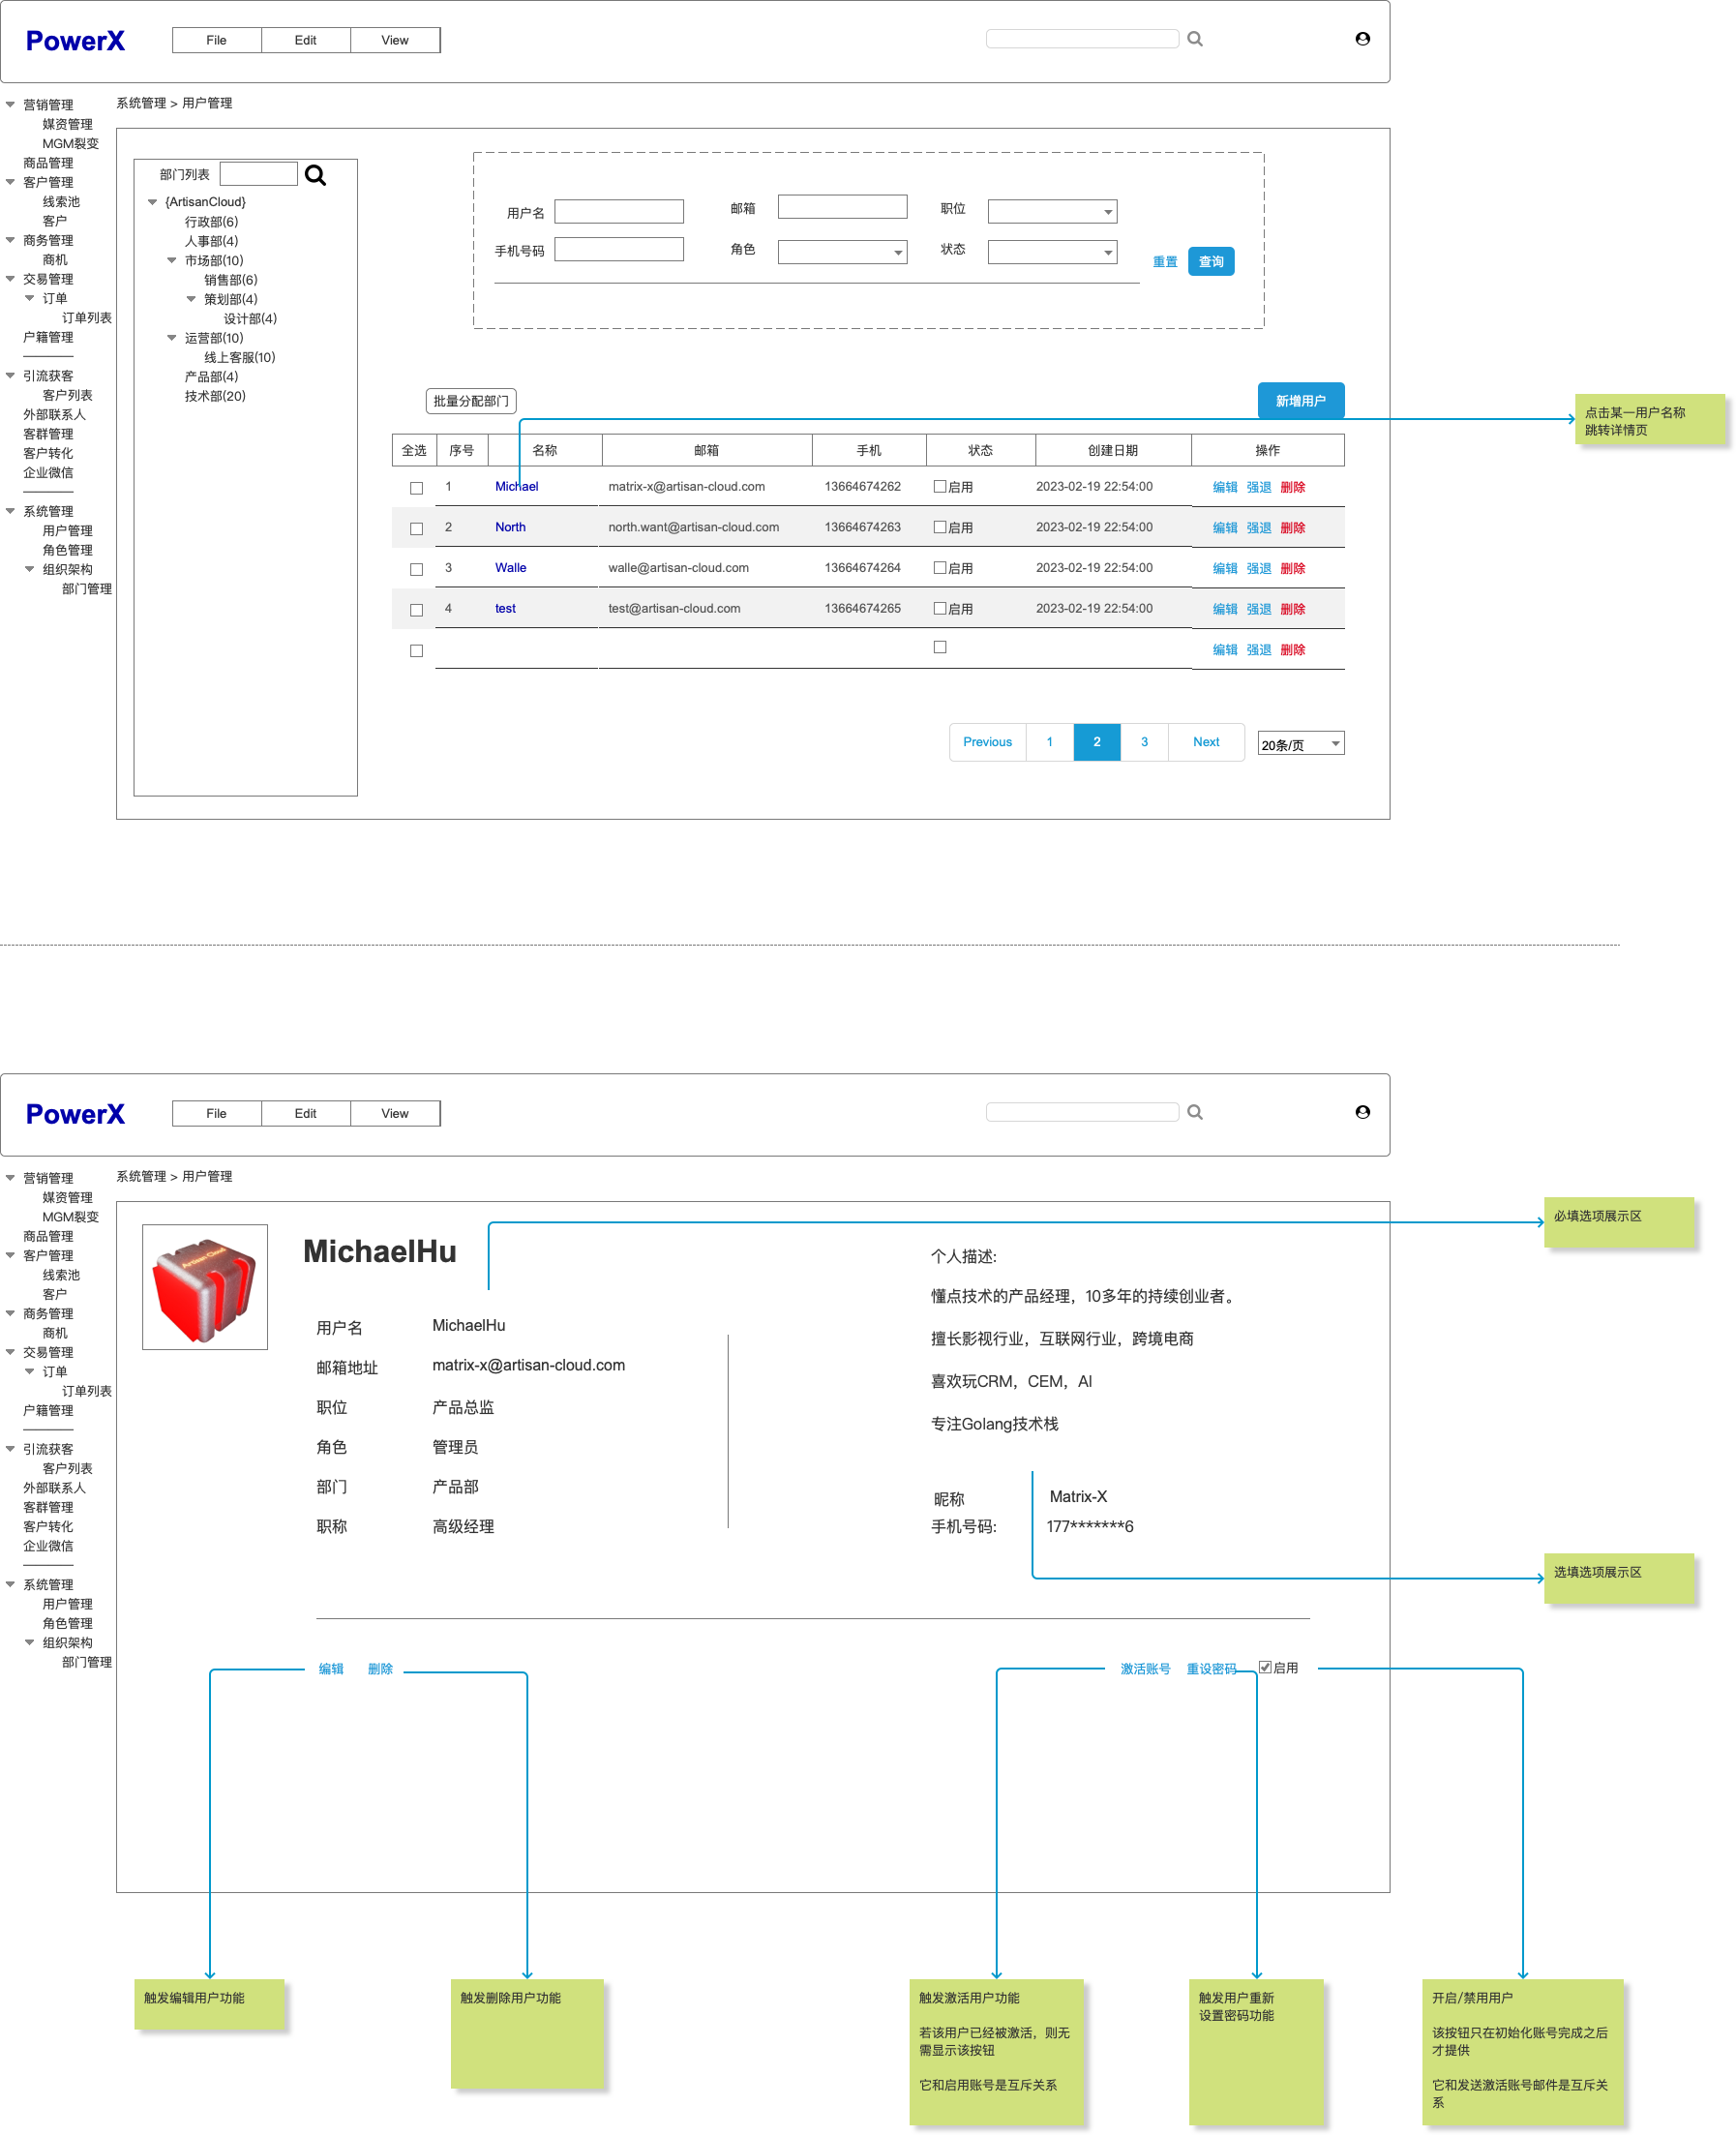 PowerX
File Edit View
系统管理 > 用户管理
营销管理
媒资管理
MGM裂变
商品管理
客户管理
线索池
客户
商务管理
商机
交易管理
订单
订单列表
户籍管理
引流获客
客户列表
外部联系人
客群管理
客户转化
企业微信
系统管理
用户管理
角色管理
组织架构
部门管理
部门列表
{ArtisanCloud}
行政部(6)
人事部(4)
市场部(10)
销售部(6)
策划部(4)
设计部(4)
运营部(10)
线上客服(10)
产品部(4)
技术部(20)
用户名 邮箱 职位
手机号码 角色 状态
重置 查询
批量分配部门 新增用户
点击某一用户名称
跳转详情页
全选 序号 名称 邮箱 手机 状态 创建日期 操作
1 Michael matrix-x@artisan-cloud.com 13664674262 启用 2023-02-19 22:54:00 编辑 强退 删除
2 North north.want@artisan-cloud.com 13664674263 启用 2023-02-19 22:54:00 编辑 强退 删除
3 Walle walle@artisan-cloud.com 13664674264 启用 2023-02-19 22:54:00 编辑 强退 删除
4 test test@artisan-cloud.com 13664674265 启用 2023-02-19 22:54:00 编辑 强退 删除
编辑 强退 删除
Previous 1 2 3 Next 20条/页
PowerX
File Edit View
系统管理 > 用户管理
营销管理
媒资管理
MGM裂变
商品管理
客户管理
线索池
客户
商务管理
商机
交易管理
订单
订单列表
户籍管理
引流获客
客户列表
外部联系人
客群管理
客户转化
企业微信
系统管理
用户管理
角色管理
组织架构
部门管理
Artisan Cloud
MichaelHu
用户名 MichaelHu
邮箱地址 matrix-x@artisan-cloud.com
职位 产品总监
角色 管理员
部门 产品部
职称 高级经理
个人描述:
懂点技术的产品经理，10多年的持续创业者。
擅长影视行业，互联网行业，跨境电商
喜欢玩CRM，CEM，AI
专注Golang技术栈
昵称 Matrix-X
手机号码: 177*******6
必填选项展示区
选填选项展示区
编辑 删除 激活账号 重设密码 启用
触发编辑用户功能
触发删除用户功能
触发激活用户功能
若该用户已经被激活，则无
需显示该按钮
它和启用账号是互斥关系
触发用户重新
设置密码功能
开启/禁用用户
该按钮只在初始化账号完成之后
才提供
它和发送激活账号邮件是互斥关
系